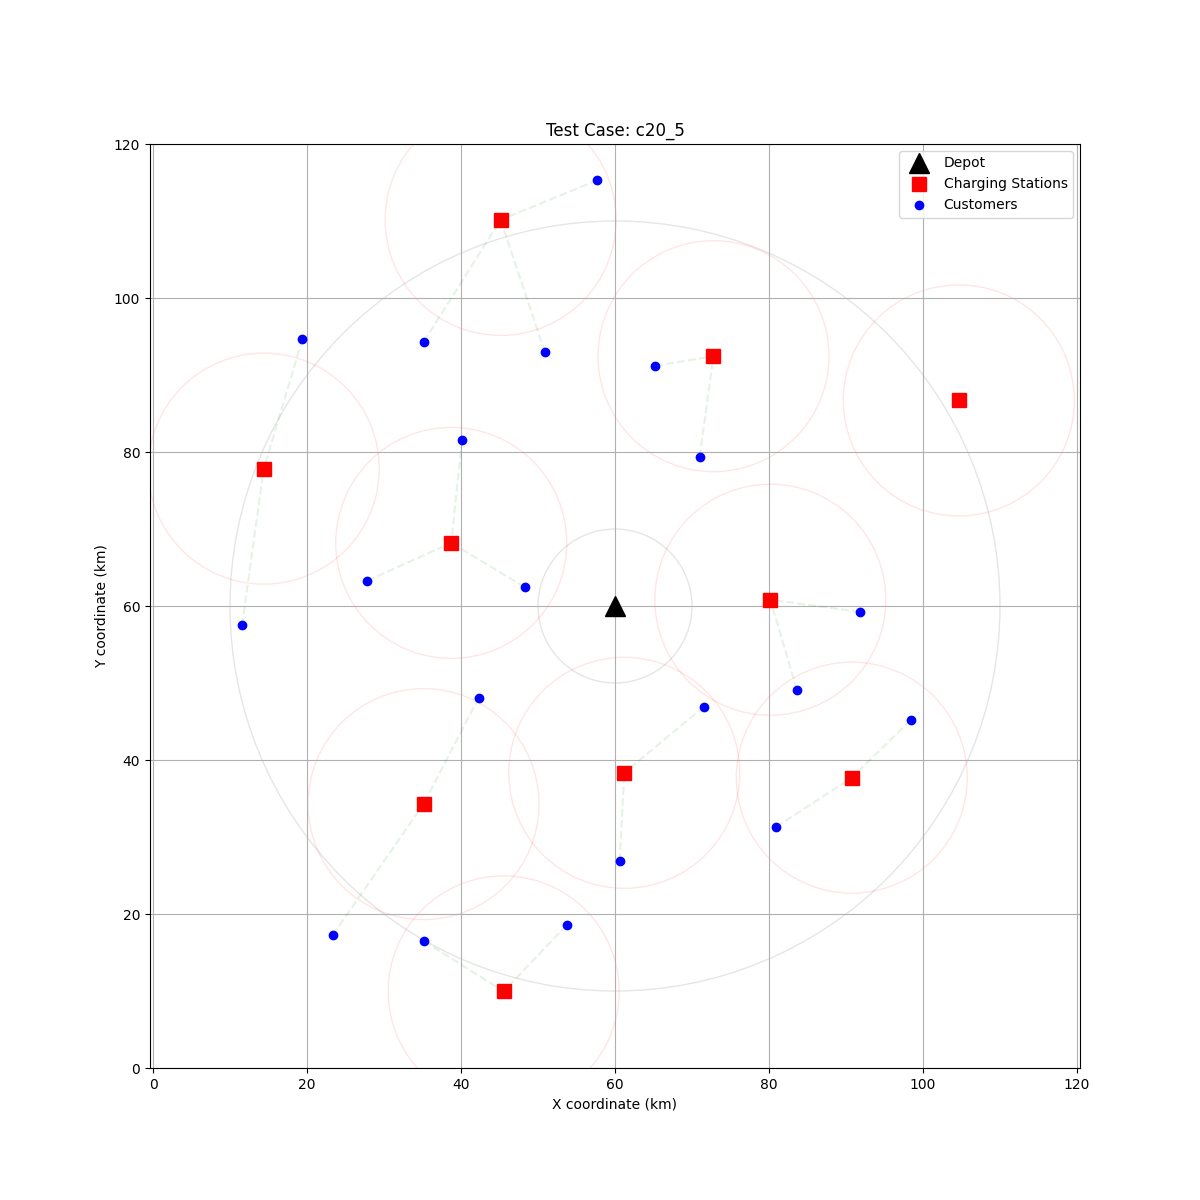 Test Case: c20_5
Depot
Charging Stations
Customers
120
100
80
60
40
20
0
Y coordinate (km)
0 20 40 60 80 100 120
X coordinate (km)